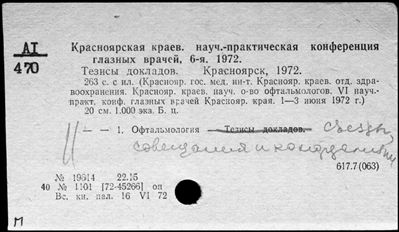 АI
470
Красноярская краев. науч.-практическая конференция
глазных врачей, 6-я. 1972.
Тезисы докладов. Красноярск, 1972.
263 с. с ил. (Краснояр. гос. мед. ин-т. Краснояр. краев. отд. здра-
воохранения. Краснояр. краев. науч. о-во офтальмологов. VI науч.-
практ. конф. глазных врачей Краснояр. края. 1—3 июня 1972 г.)
20 см. 1.000 экз. Б. ц.
— — 1. Офтальмология — Тезисы докладов. Съезды,
совещания и конференции
617.7(063)
№ 19614 22.15
40 № 1101 [72-45266] оп
Вс. кн. пал. 16 VI 72
М